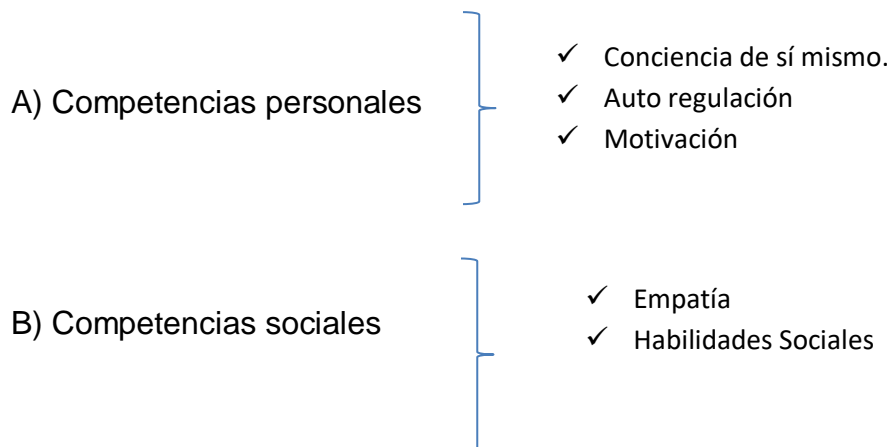 A) Competencias personales
✓ Conciencia de sí mismo.
✓ Auto regulación
✓ Motivación
B) Competencias sociales
✓ Empatía
✓ Habilidades Sociales